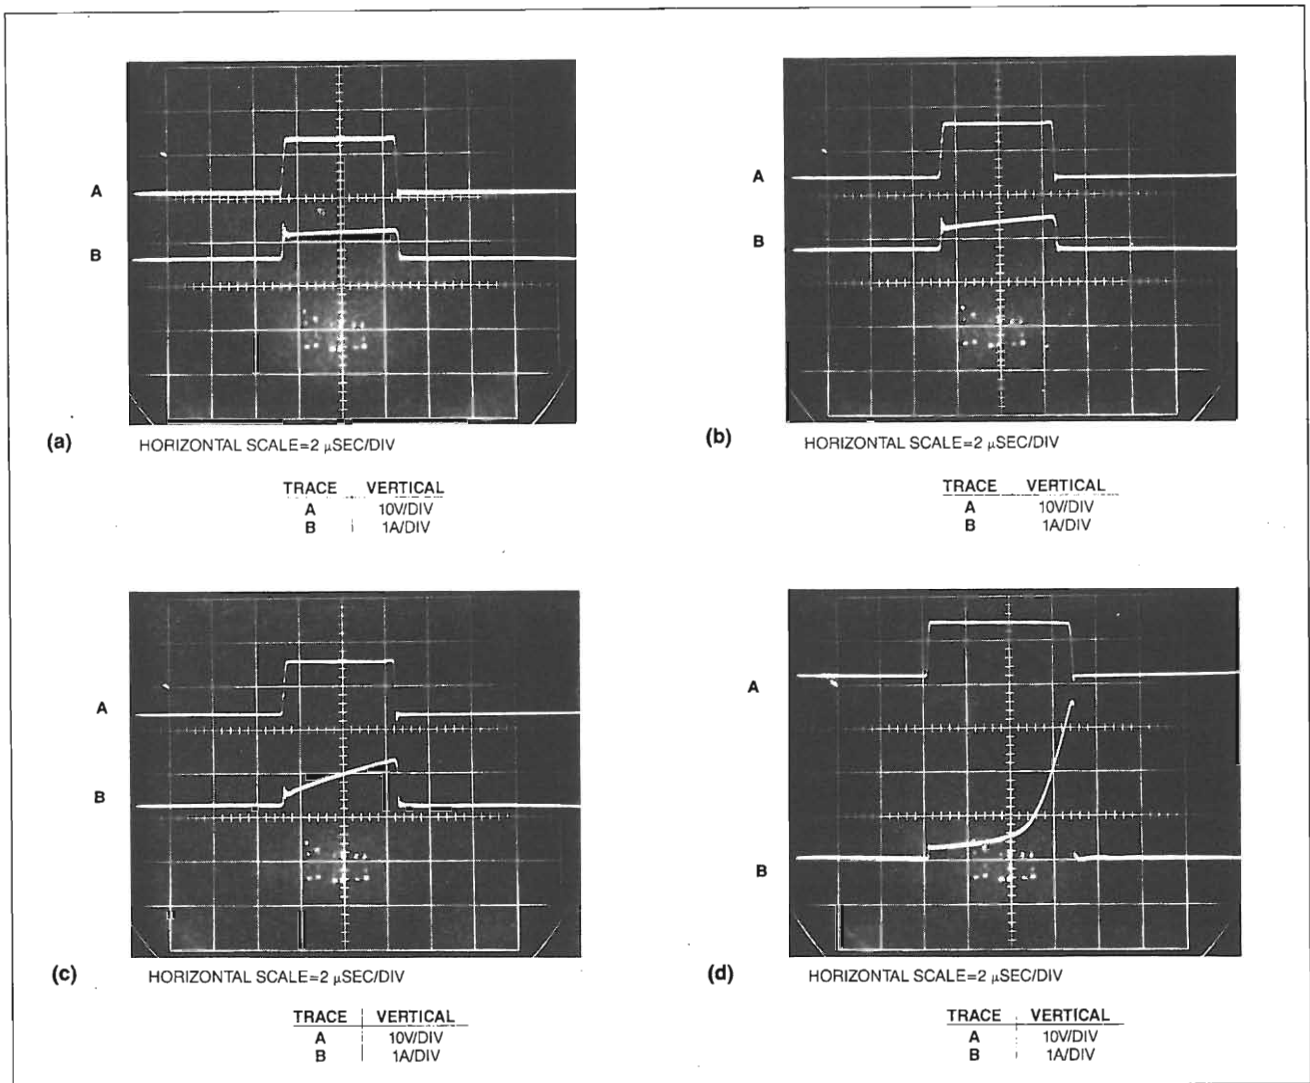 A
B
(a)
HORIZONTAL SCALE=2 µSEC/DIV
TRACE VERTICAL
A 10V/DIV
B 1A/DIV
A
B
(b)
HORIZONTAL SCALE=2 µSEC/DIV
TRACE VERTICAL
A 10V/DIV
B 1A/DIV
A
B
(c)
HORIZONTAL SCALE=2 µSEC/DIV
TRACE VERTICAL
A 10V/DIV
B 1A/DIV
A
B
(d)
HORIZONTAL SCALE=2 µSEC/DIV
TRACE VERTICAL
A 10V/DIV
B 1A/DIV